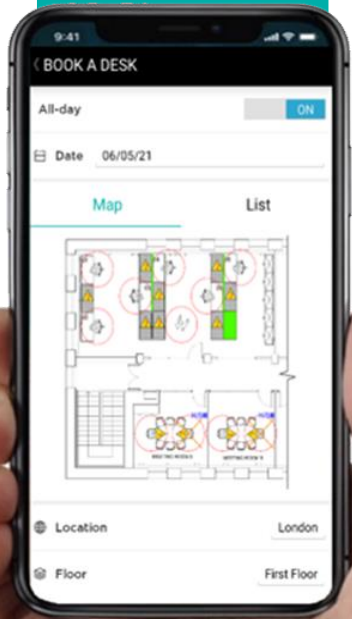 9:41
BOOK A DESK
All-day
ON
Date 06/05/21
Map List
Location London
Floor First Floor